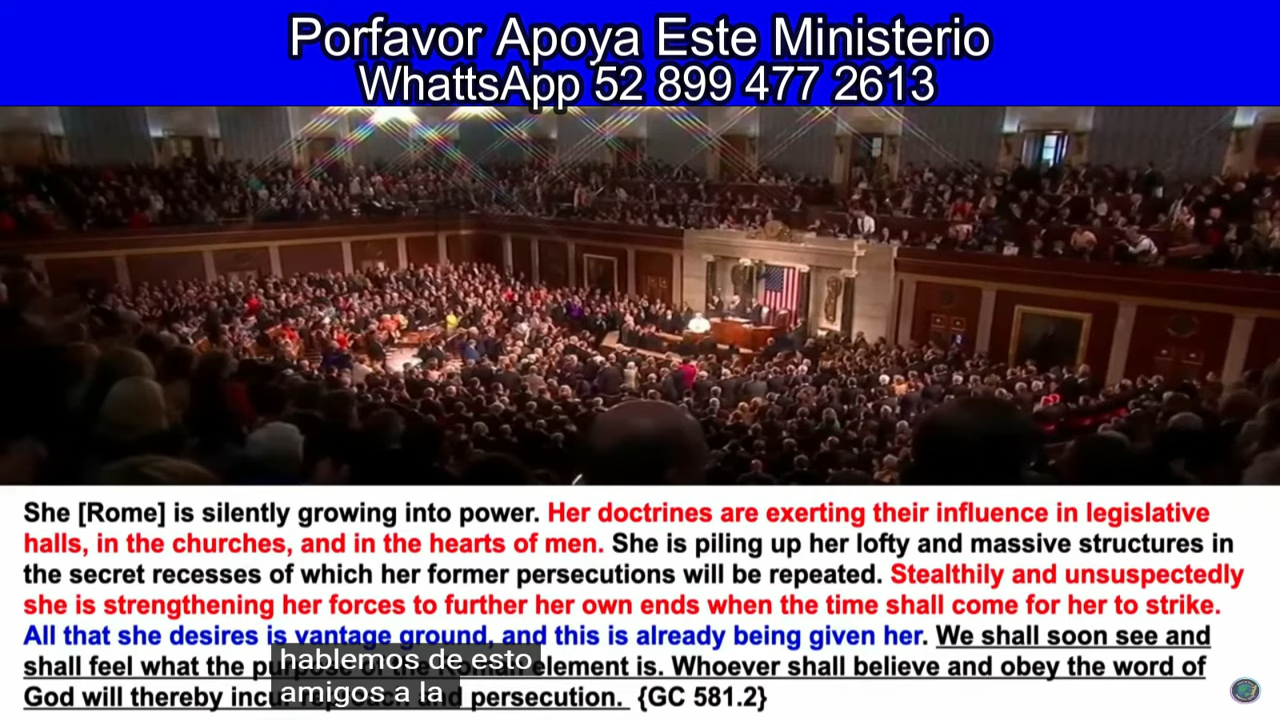 Porfavor Apoya Este Ministerio
WhattsApp 52 899 477 2613
She [Rome] is silently growing into power. Her doctrines are exerting their influence in legislative
halls, in the churches, and in the hearts of men. She is piling up her lofty and massive structures in
the secret recesses of which her former persecutions will be repeated. Stealthily and unsuspectedly
she is strengthening her forces to further her own ends when the time shall come for her to strike.
All that she desires is vantage ground, and this is already being given her. We shall soon see and
shall feel what the element is. Whoever shall believe and obey the word of
God will thereby persecution. {GC 581.2}
hablemos de esto
amigos a la